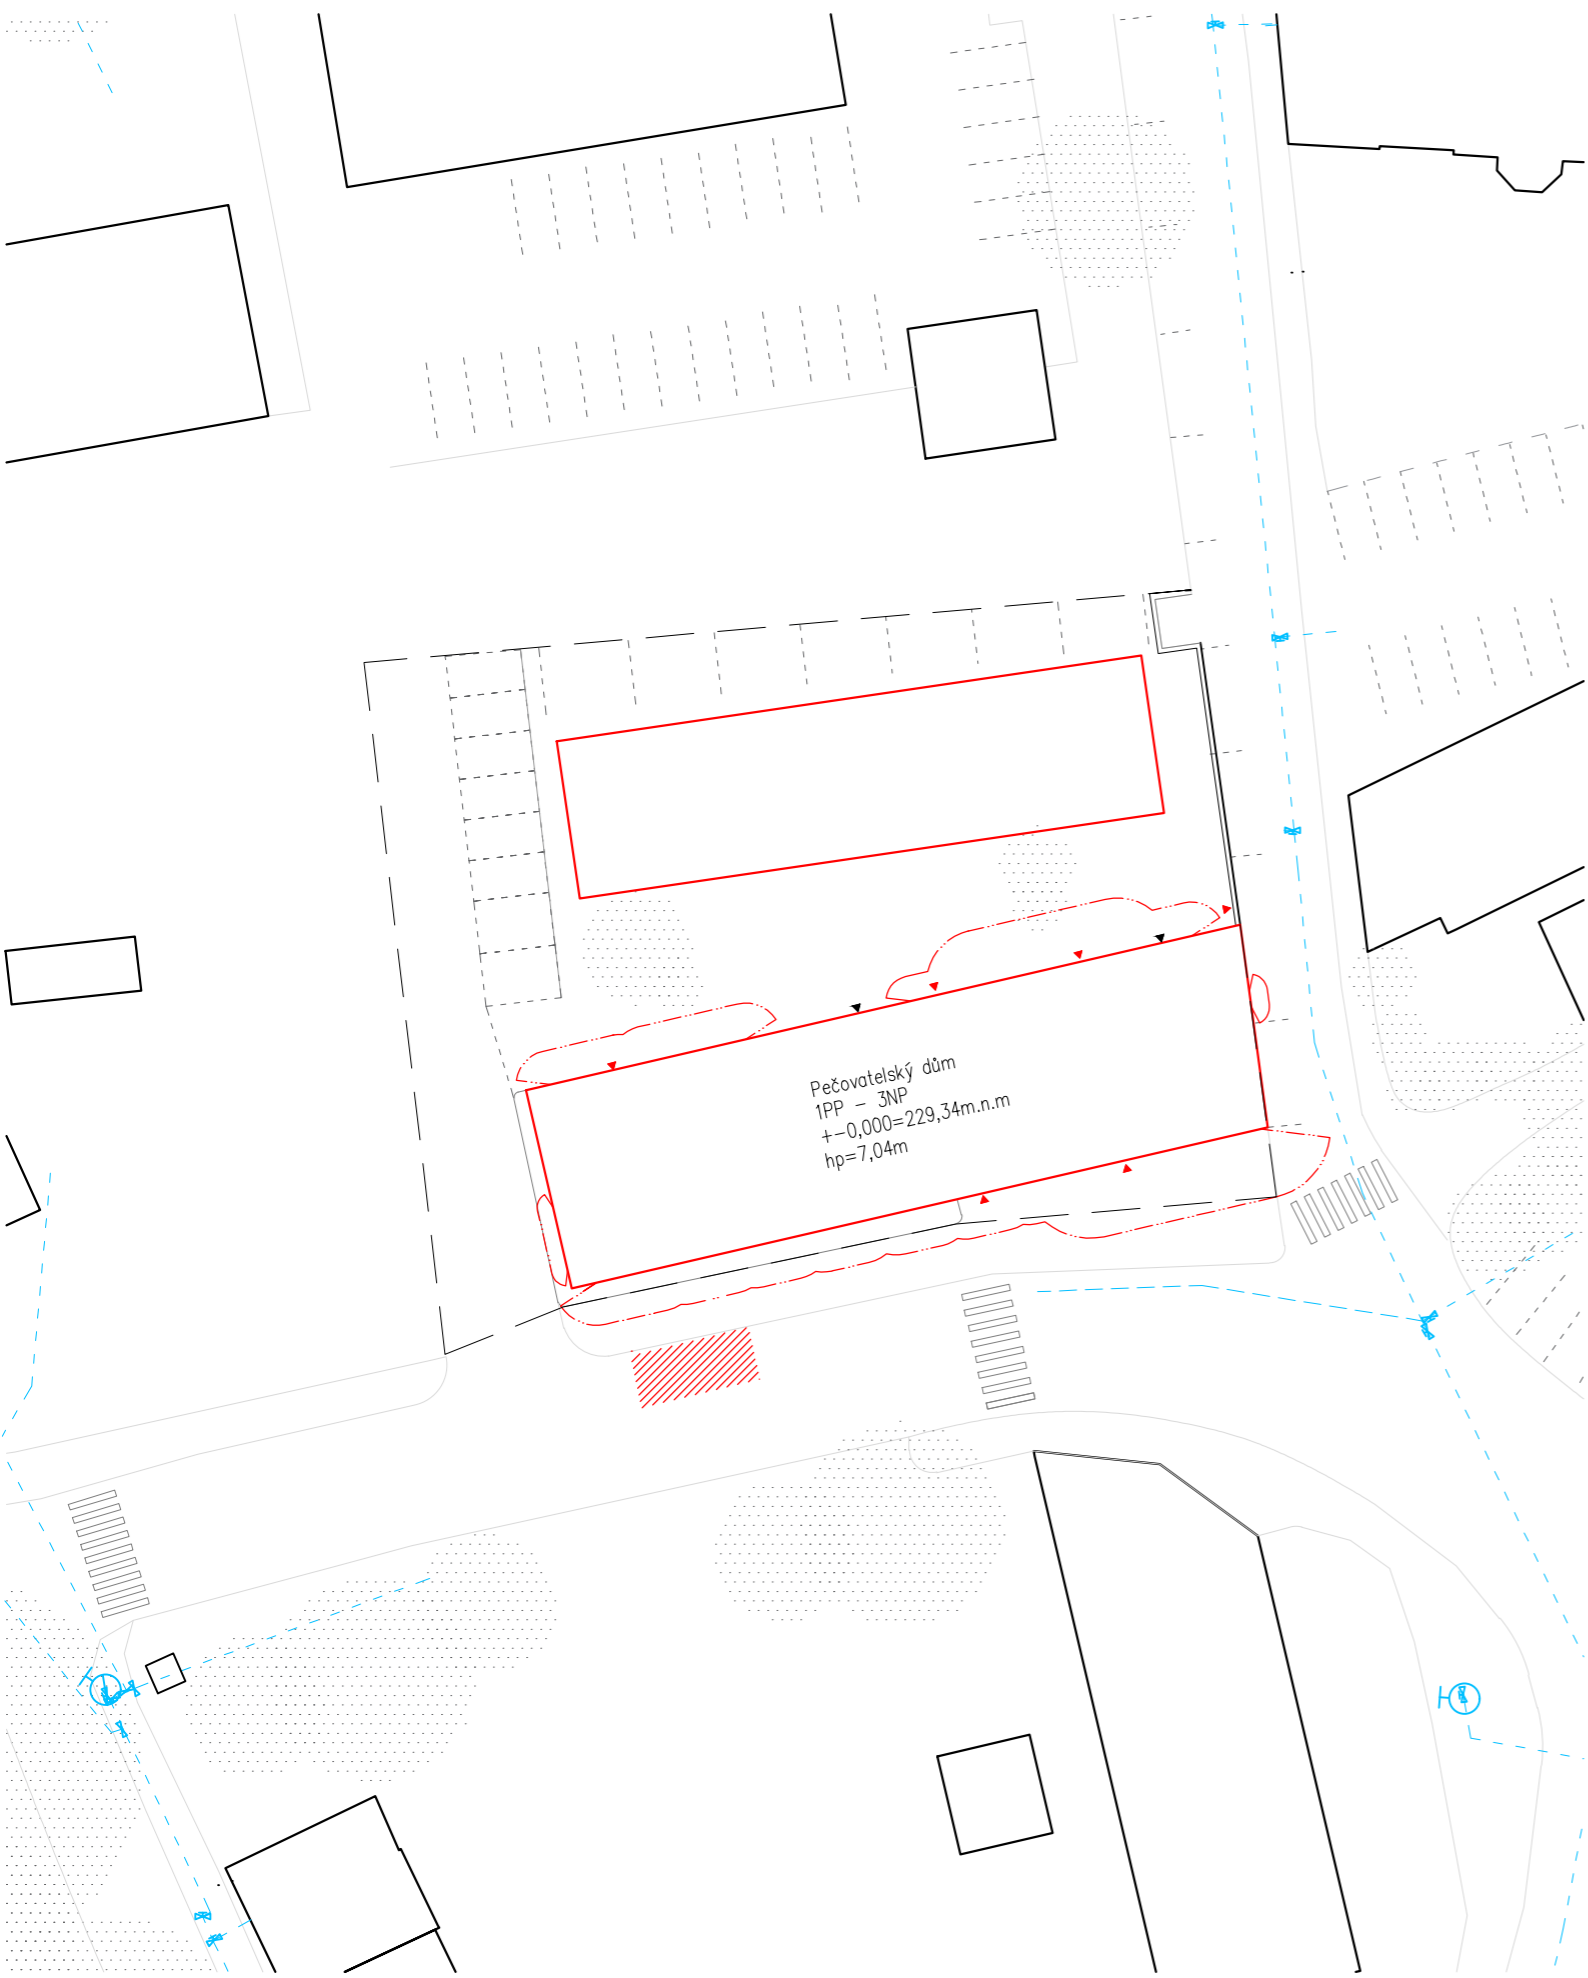 Pečovatelský dům
1PP - 3NP
+-0,000=229,34m.n.m
hp=7,04m